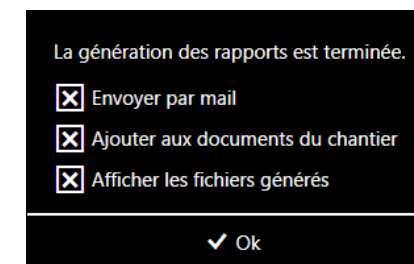 La génération des rapports est terminée.
Envoyer par mail
Ajouter aux documents du chantier
Afficher les fichiers générés
Ok